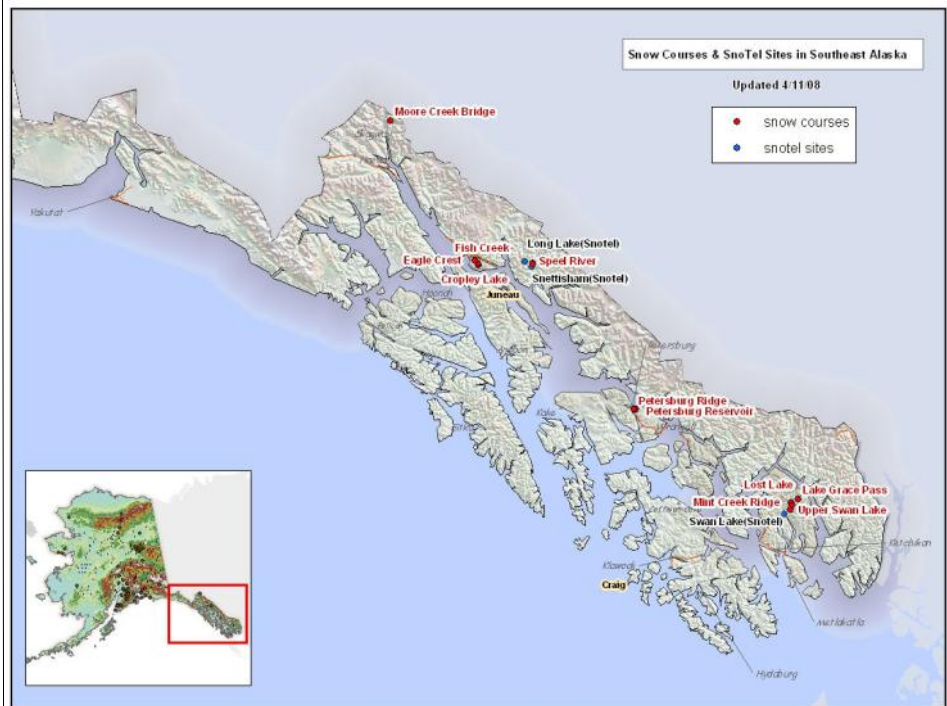 Snow Courses & SnoTel Sites in Southeast Alaska
Updated 4/11/08
snow courses
snotel sites
Moore Creek Bridge
Yakutat
Long Lake(Snotel)
Fish Creek
Eagle Crest
Speel River
Cropley Lake
Snettisham(Snotel)
Juneau
Hoonah
Petersburg
Kake
Sitka
Petersburg Ridge
Petersburg Reservoir
Lost Lake
Lake Grace Pass
Mint Creek Ridge
Upper Swan Lake
Swan Lake(Snotel)
Ketchikan
Klawock
Craig
Metlakatla
Hydaburg